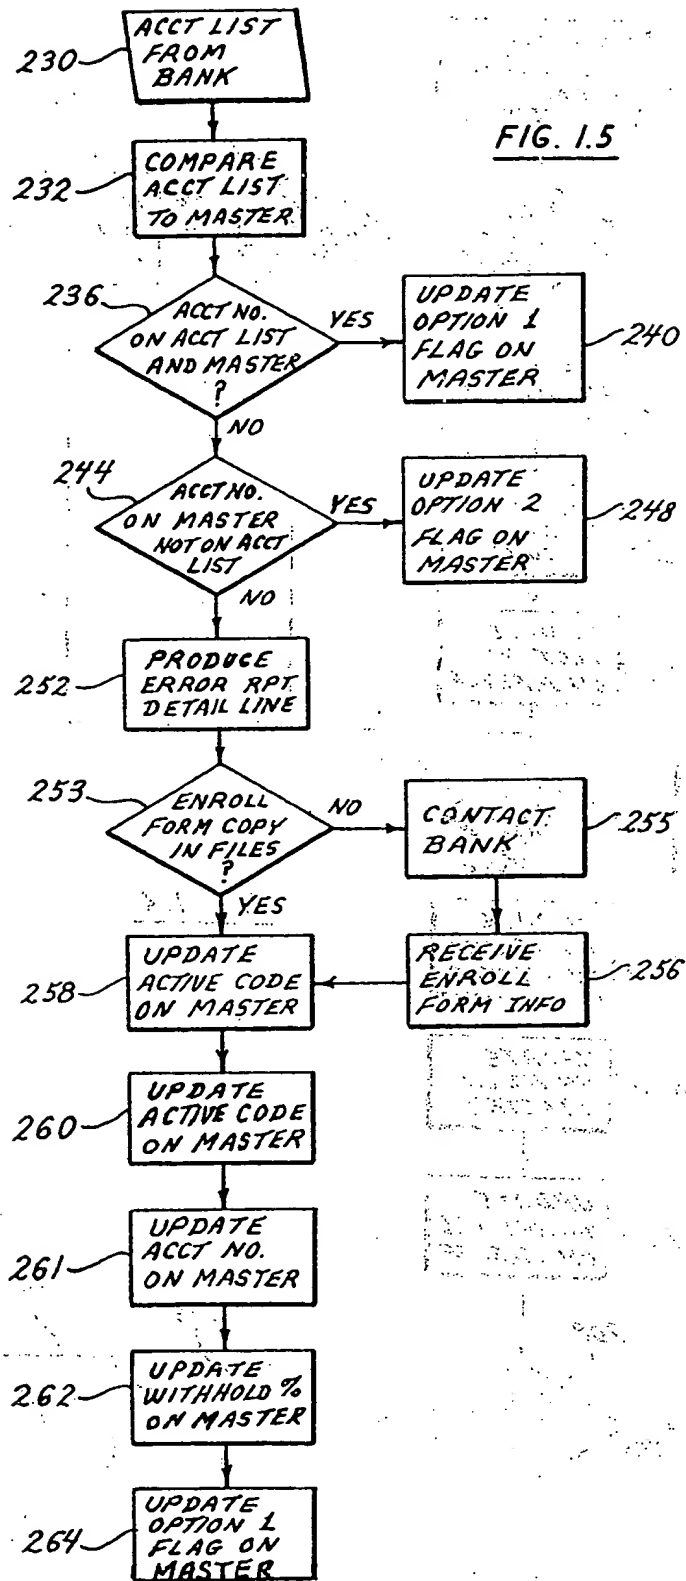 ACCT LIST
FROM
BANK
230
FIG. 1.5
COMPARE
ACCT LIST
TO MASTER
232
236
ACCT NO.
ON ACCT LIST
AND MASTER
?
YES
UPDATE
OPTION 1
FLAG ON
MASTER
240
NO
244
ACCT NO.
ON MASTER
NOT ON ACCT
LIST
YES
UPDATE
OPTION 2
FLAG ON
MASTER
248
NO
PRODUCE
ERROR RPT
DETAIL LINE
252
253
ENROLL
FORM COPY
IN FILES
?
NO
CONTACT
BANK
255
YES
UPDATE
ACTIVE CODE
ON MASTER
258
RECEIVE
ENROLL
FORM INFO
256
UPDATE
ACTIVE CODE
ON MASTER
260
UPDATE
ACCT NO.
ON MASTER
261
UPDATE
WITHHOLD %
ON MASTER
262
UPDATE
OPTION 1
FLAG ON
MASTER
264